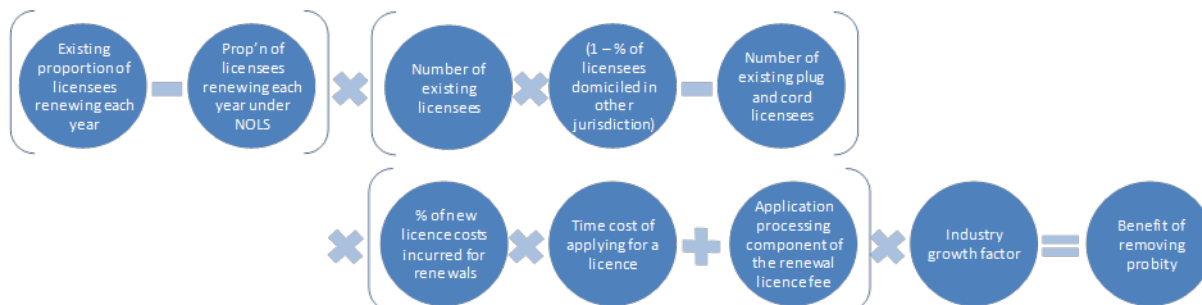 Existing
proportion of
licensees
renewing each
year
Prop'n of
licensees
renewing each
year under
NOLS
Number of
existing
licensees
(1 – % of
licensees
domiciled in
other
jurisdiction)
Number of
existing plug
and cord
licensees
% of new
licence costs
incurred for
renewals
Time cost of
applying for a
licence
Application
processing
component of
the renewal
licence fee
Industry
growth factor
Benefit of
removing
probity